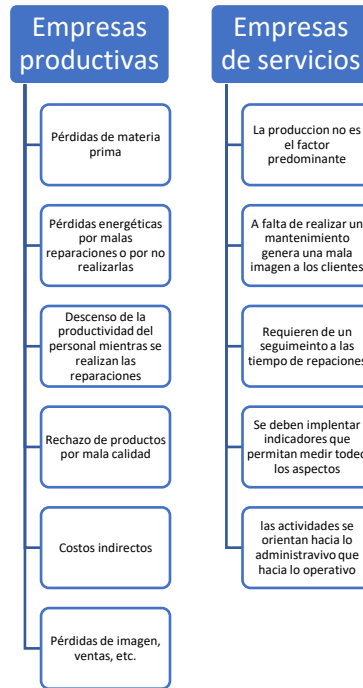 Empresas
productivas
Pérdidas de materia
prima
Pérdidas energéticas
por malas
reparaciones o por no
realizarlas
Descenso de la
productividad del
personal mientras se
realizan las
reparaciones
Rechazo de productos
por mala calidad
Costos indirectos
Pérdidas de imagen,
ventas, etc.
Empresas
de servicios
La produccion no es
el factor
predominante
A falta de realizar un
mantenimiento
genera una mala
imagen a los clientes
Requieren de un
seguimeinto a las
tiempo de repaciones
Se deben implentar
indicadores que
permitan medir todoc
los aspectos
las actividades se
orientan hacia lo
administravivo que
hacia lo operativo